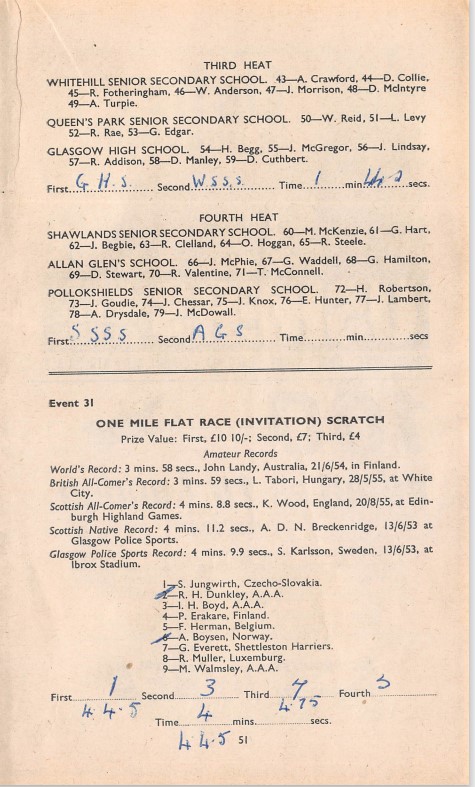 THIRD HEAT
WHITEHILL SENIOR SECONDARY SCHOOL. 43—A. Crawford, 44—D. Collie,
45—R. Fotheringham, 46—W. Anderson, 47—J. Morrison, 48—D. McIntyre
49—A. Turpie.
QUEEN'S PARK SENIOR SECONDARY SCHOOL. 50—W. Reid, 51—L. Levy
52—R. Rae, 53—G. Edgar.
GLASGOW HIGH SCHOOL. 54—H. Begg, 55—J. McGregor, 56—J. Lindsay,
57—R. Addison, 58—D. Manley, 59—D. Cuthbert.
First G H.S. Second W.S.S.S. Time 1 min. secs.
FOURTH HEAT
SHAWLANDS SENIOR SECONDARY SCHOOL. 60—M. McKenzie, 61—G. Hart,
62—J. Begbie, 63—R. Clelland, 64—O. Hoggan, 65—R. Steele.
ALLAN GLEN'S SCHOOL. 66—J. McPhie, 67—G. Waddell, 68—G. Hamilton,
69—D. Stewart, 70—R. Valentine, 71—T. McConnell.
POLLOKSHIELDS SENIOR SECONDARY SCHOOL. 72—H. Robertson,
73—J. Goudie, 74—J. Chessar, 75—J. Knox, 76—E. Hunter, 77—J. Lambert,
78—A. Drysdale, 79—J. McDowall.
First S SSS Second A G S Time min. secs
Event 31
ONE MILE FLAT RACE (INVITATION) SCRATCH
Prize Value: First, £10 10/-; Second, £7; Third, £4
Amateur Records
World's Record: 3 mins. 58 secs., John Landy, Australia, 21/6/54, in Finland.
British All-Comer's Record: 3 mins. 59 secs., L. Tabori, Hungary, 28/5/55, at White
City.
Scottish All-Comer's Record: 4 mins. 8.8 secs., K. Wood, England, 20/8/55, at Edin-
burgh Highland Games.
Scottish Native Record: 4 mins. 11.2 secs., A. D. N. Breckenridge, 13/6/53 at
Glasgow Police Sports.
Glasgow Police Sports Record: 4 mins. 9.9 secs., S. Karlsson, Sweden, 13/6/53, at
Ibrox Stadium.
1—S. Jungwirth, Czecho-Slovakia.
2—R. H. Dunkley, A.A.A.
3—I. H. Boyd, A.A.A.
4—P. Erakare, Finland.
5—F. Herman, Belgium.
6—A. Boysen, Norway.
7—G. Everett, Shettleston Harriers.
8—R. Muller, Luxemburg.
9—M. Walmsley, A.A.A.
First 1 Second 3 Third 7 Fourth 5
4.4.5 4.75
Time 4 mins. secs.
4 4.5 51